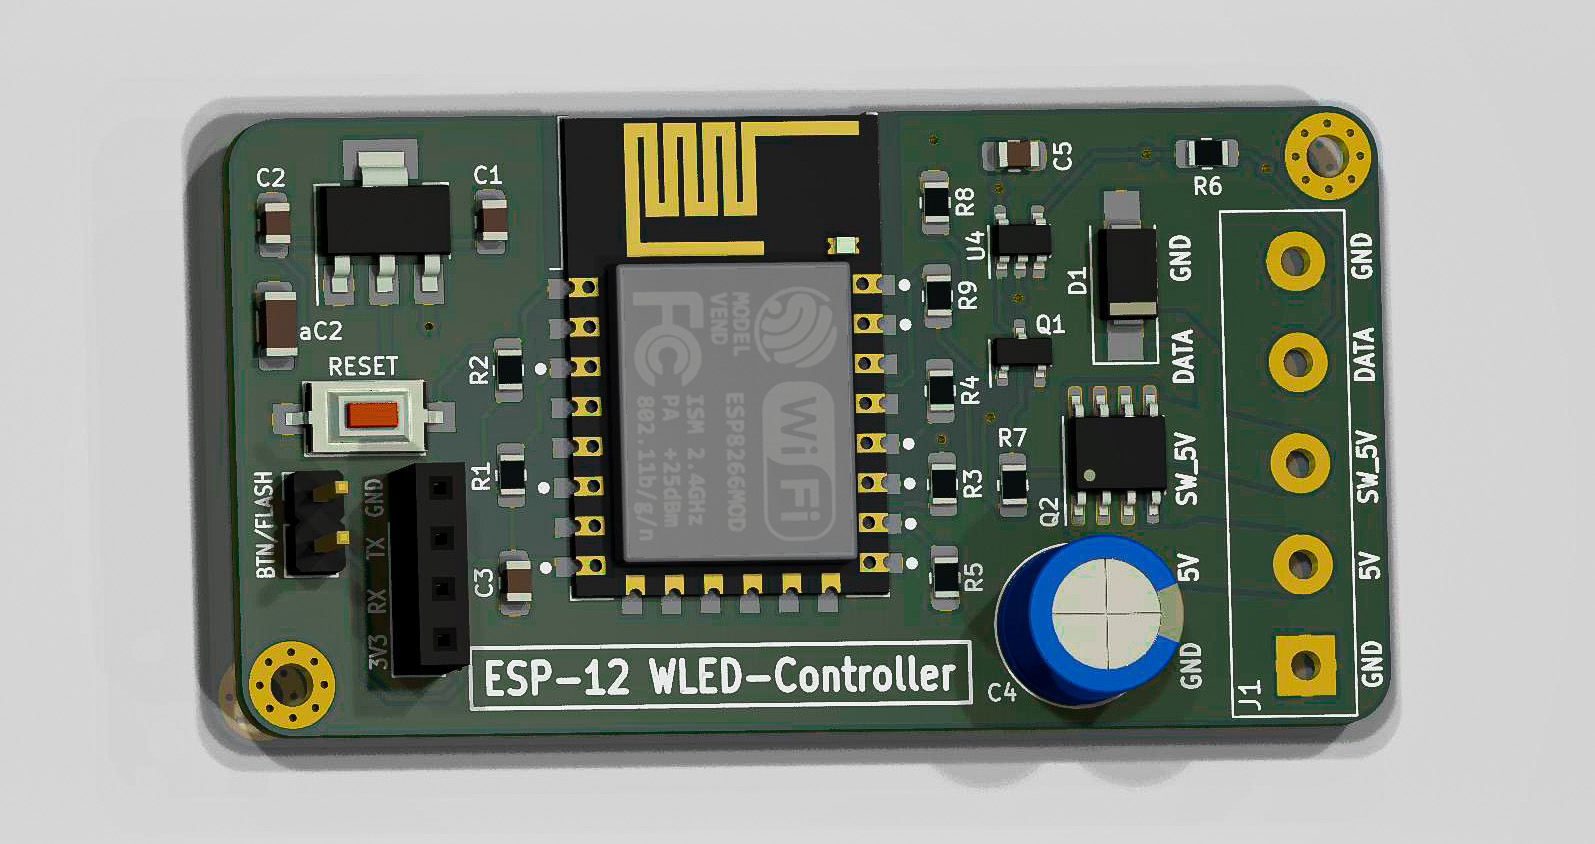 C2
C1
aC2
RESET
R2
R1
C3
BTN/FLASH
GND
TX
RX
3V3
MODEL
VEND
ESP8266MOD
ISM 2.4GHz
PA +25dBm
802.11b/g/n
FC
WiFi
ESP-12 WLED-Controller
R8
R9
R4
R3
R5
C5
U4
Q1
R7
Q2
C4
D1
R6
GND
DATA
SW_5V
5V
GND
GND
DATA
SW_5V
5V
GND
J1